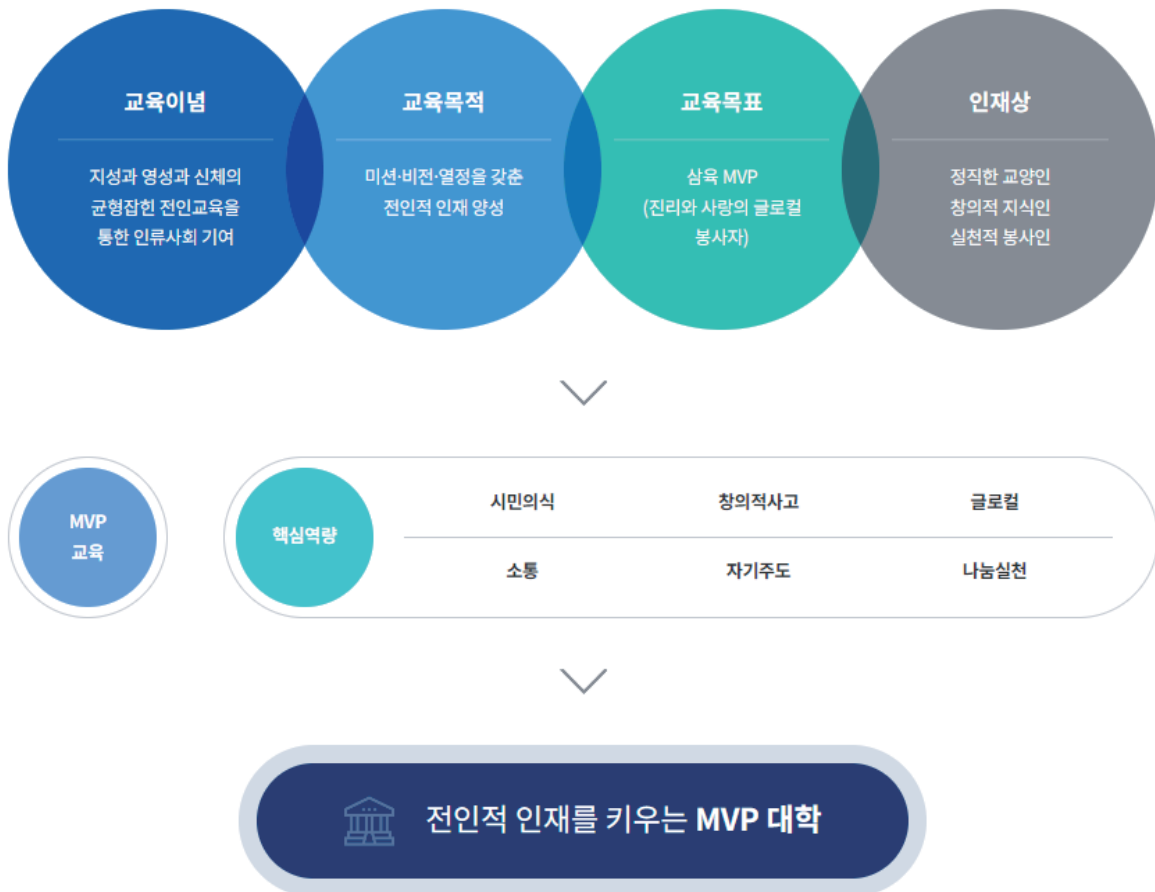 교육이념
지성과 영성과 신체의
균형잡힌 전인교육을
통한 인류사회 기여
교육목적
미션·비전·열정을 갖춘
전인적 인재 양성
교육목표
삼육 MVP
(진리와 사랑의 글로컬
봉사자)
인재상
정직한 교양인
창의적 지식인
실천적 봉사인
MVP
교육
핵심역량
시민의식 창의적사고 글로컬
소통 자기주도 나눔실천
전인적 인재를 키우는 MVP 대학